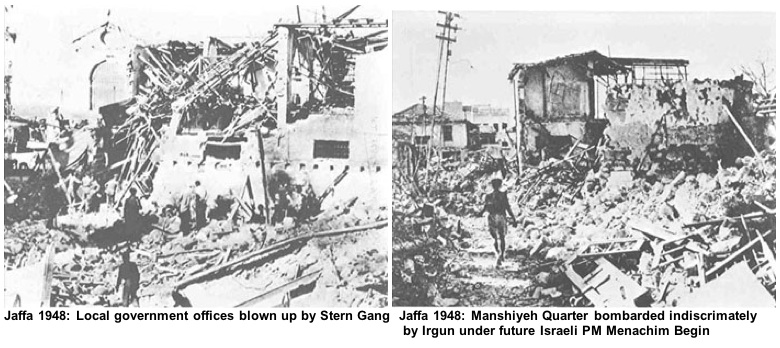 Jaffa 1948: Local government offices blown up by Stern Gang
Jaffa 1948: Manshiyeh Quarter bombarded indiscrimately
by Irgun under future Israeli PM Menachim Begin